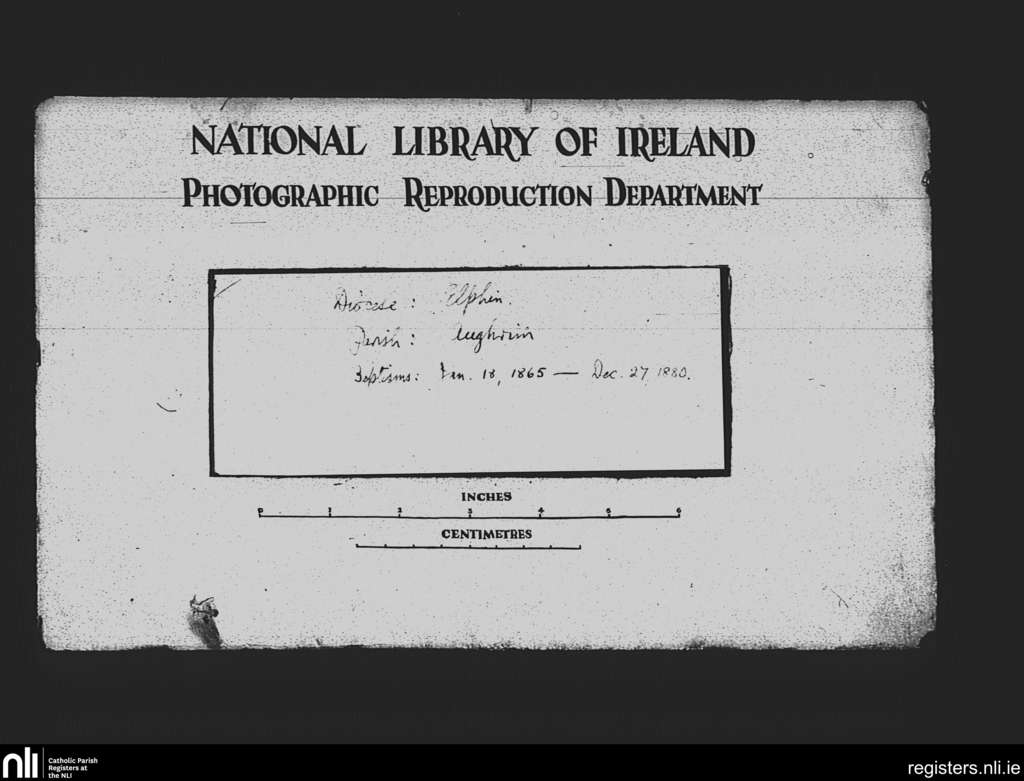 NATIONAL LIBRARY OF IRELAND
PHOTOGRAPHIC REPRODUCTION DEPARTMENT
Diocese: Elphin.
Parish: Aughrim
Baptisms: Jan. 18, 1865 — Dec. 27, 1880.
INCHES
0 1 2 3 4 5 6
CENTIMETRES
nli Catholic Parish
Registers at
the NLI
registers.nli.ie